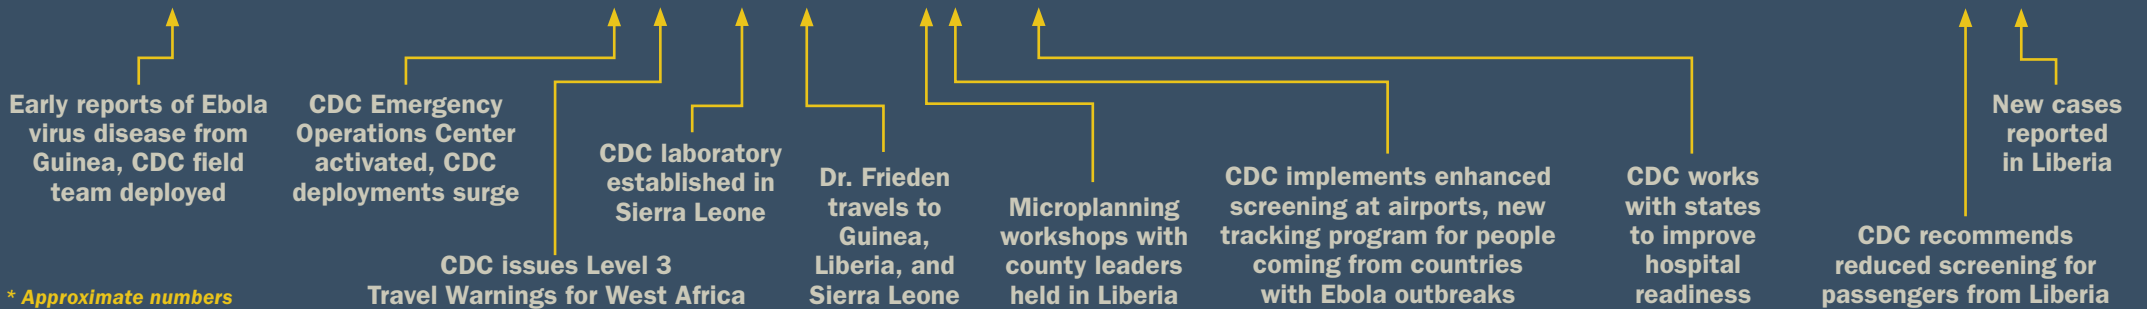 Early reports of Ebola
virus disease from
Guinea, CDC field
team deployed
CDC Emergency
Operations Center
activated, CDC
deployments surge
CDC issues Level 3
Travel Warnings for West Africa
CDC laboratory
established in
Sierra Leone
Dr. Frieden
travels to
Guinea,
Liberia, and
Sierra Leone
Microplanning
workshops with
county leaders
held in Liberia
CDC implements enhanced
screening at airports, new
tracking program for people
coming from countries
with Ebola outbreaks
CDC works
with states
to improve
hospital
readiness
CDC recommends
reduced screening for
passengers from Liberia
New cases
reported
in Liberia
* Approximate numbers